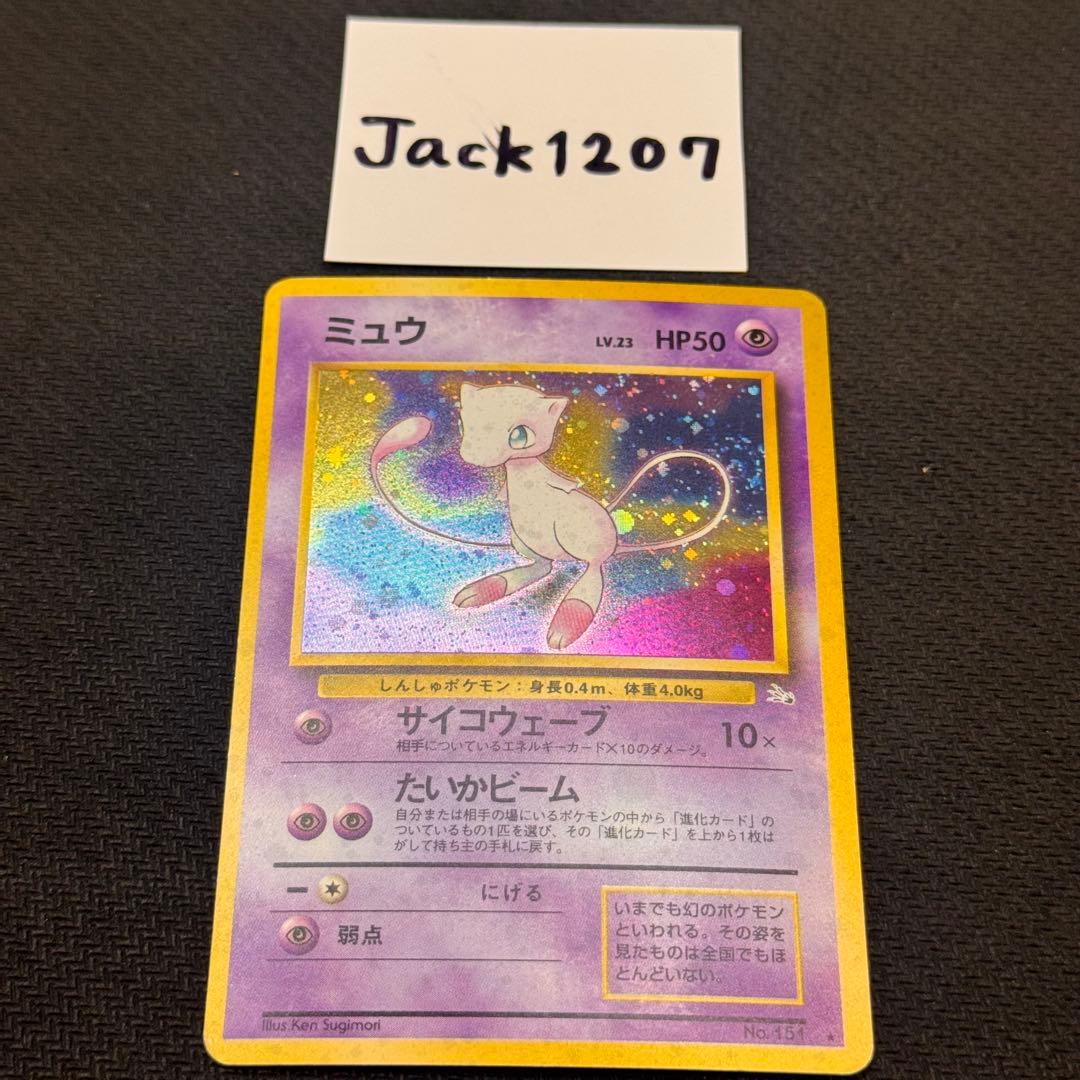 Jack1207
ミュウ LV.23 HP50
しんしゅポケモン：身長0.4m、体重4.0kg
サイコウェーブ 10×
相手についているエネルギーカード×10のダメージ。
たいかビーム
自分または相手の場にいるポケモンの中から「進化カード」の
ついているもの1匹を選び、その「進化カード」を上から1枚は
がして持ち主の手札に戻す。
ー にげる
弱点
いまでも幻のポケモン
といわれる。その姿を
見たものは全国でもほ
とんどいない。
Illus. Ken Sugimori
No. 151 ★